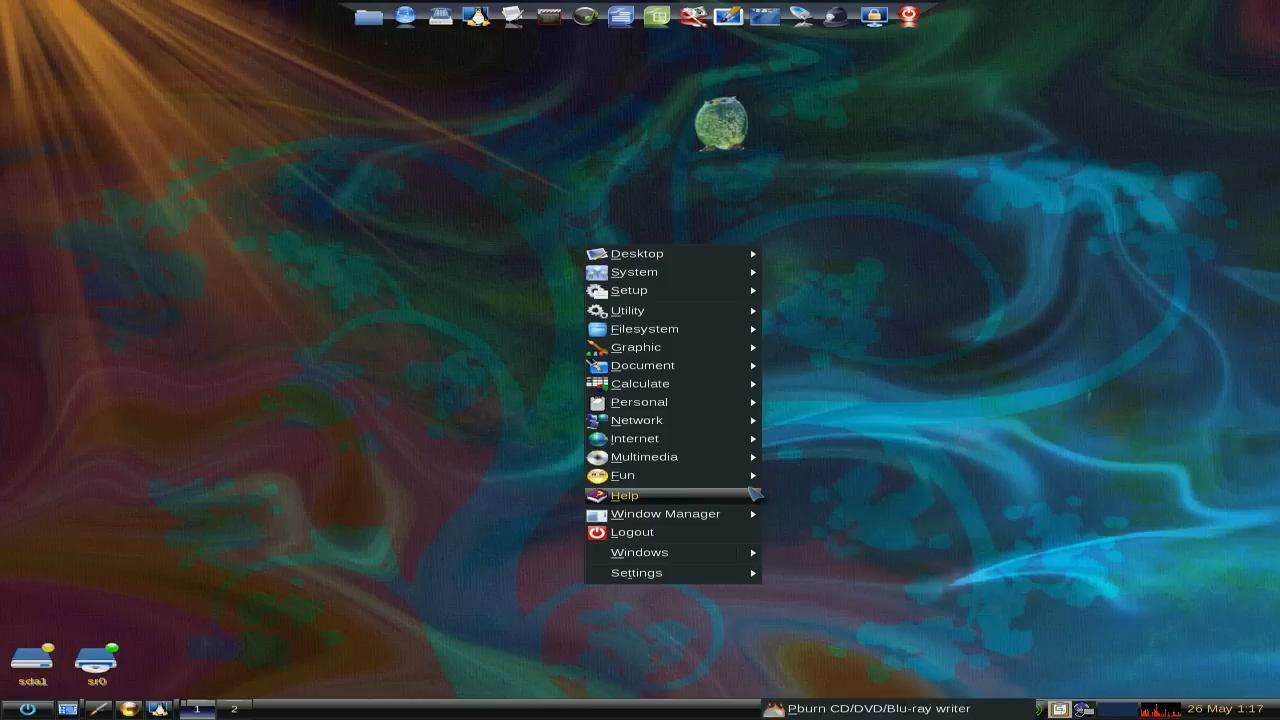 Desktop
System
Setup
Utility
Filesystem
Graphic
Document
Calculate
Personal
Network
Internet
Multimedia
Fun
Help
Window Manager
Logout
Windows
Settings
sda1
sr0
1
2
Pburn CD/DVD/Blu-ray writer
26 May 1:17